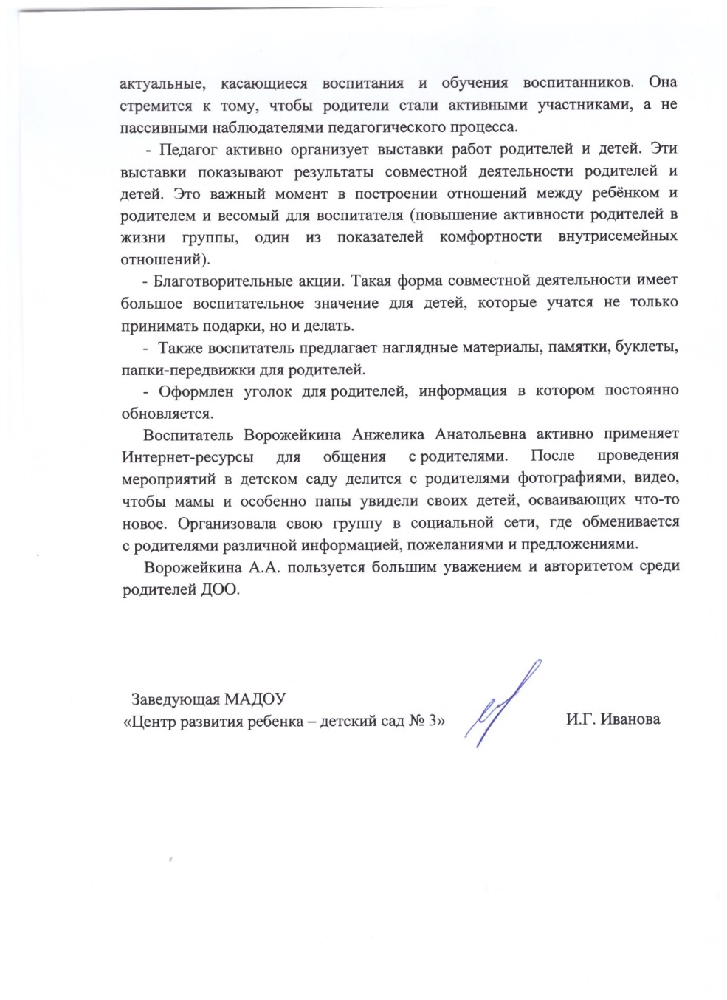 актуальные, касающиеся воспитания и обучения воспитанников. Она
стремится к тому, чтобы родители стали активными участниками, а не
пассивными наблюдателями педагогического процесса.
- Педагог активно организует выставки работ родителей и детей. Эти
выставки показывают результаты совместной деятельности родителей и
детей. Это важный момент в построении отношений между ребёнком и
родителем и весомый для воспитателя (повышение активности родителей в
жизни группы, один из показателей комфортности внутрисемейных
отношений).
- Благотворительные акции. Такая форма совместной деятельности имеет
большое воспитательное значение для детей, которые учатся не только
принимать подарки, но и делать.
- Также воспитатель предлагает наглядные материалы, памятки, буклеты,
папки-передвижки для родителей.
- Оформлен уголок для родителей, информация в котором постоянно
обновляется.
Воспитатель Ворожейкина Анжелика Анатольевна активно применяет
Интернет-ресурсы для общения с родителями. После проведения
мероприятий в детском саду делится с родителями фотографиями, видео,
чтобы мамы и особенно папы увидели своих детей, осваивающих что-то
новое. Организовала свою группу в социальной сети, где обменивается
с родителями различной информацией, пожеланиями и предложениями.
Ворожейкина А.А. пользуется большим уважением и авторитетом среди
родителей ДОО.
Заведующая МАДОУ
«Центр развития ребенка – детский сад № 3» И.Г. Иванова